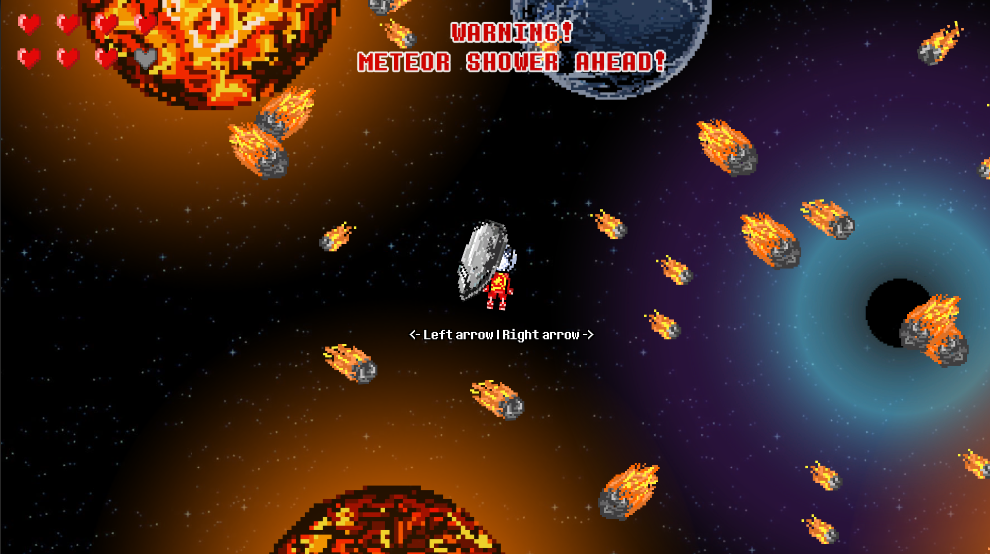 WARNING!
METEOR SHOWER AHEAD!
<- Left arrow | Right arrow ->